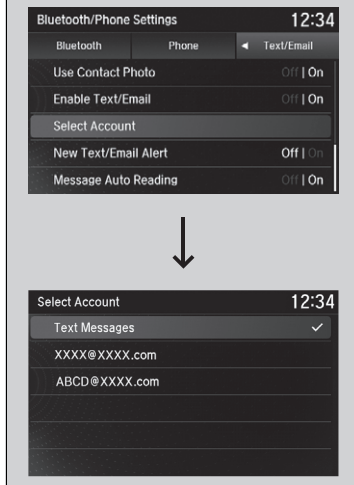 Bluetooth/Phone Settings 12:34
Bluetooth Phone ◄ Text/Email
Use Contact Photo Off | On
Enable Text/Email Off | On
Select Account
New Text/Email Alert Off | On
Message Auto Reading Off | On
Select Account 12:34
Text Messages ✓
XXXX@XXXX.com
ABCD@XXXX.com